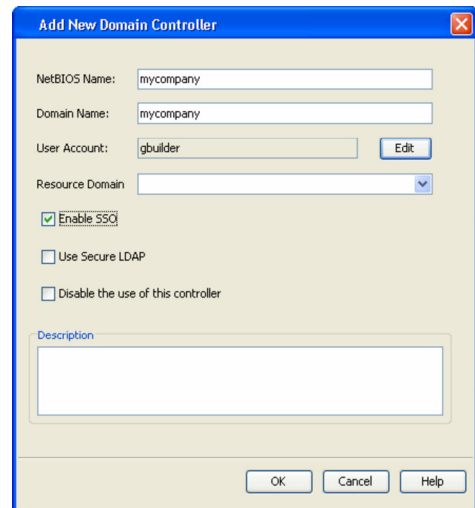 Add New Domain Controller
NetBIOS Name: mycompany
Domain Name: mycompany
User Account: gbuilder Edit
Resource Domain
Enable SSO
Use Secure LDAP
Disable the use of this controller
Description
OK Cancel Help